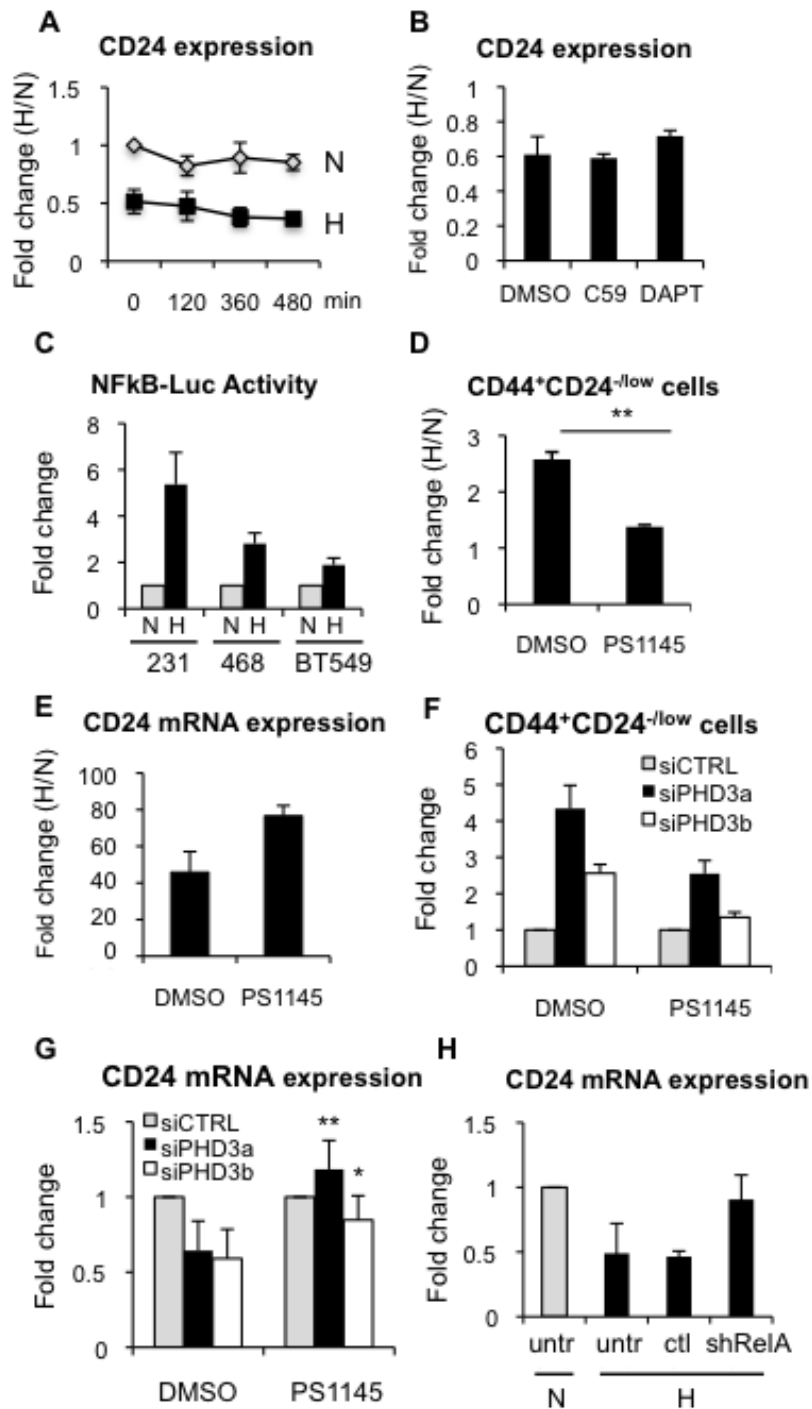 A
CD24 expression
Fold change (H/N)
1.5
1
0.5
0
N
H
0 120 360 480 min
B
CD24 expression
Fold change (H/N)
1
0.8
0.6
0.4
0.2
0
DMSO C59 DAPT
C
NFkB-Luc Activity
Fold change
8
6
4
2
0
N H N H N H
231 468 BT549
D
CD44+CD24-/low cells
**
Fold change (H/N)
3
2
1
0
DMSO PS1145
E
CD24 mRNA expression
Fold change (H/N)
100
80
60
40
20
0
DMSO PS1145
F
CD44+CD24-/low cells
siCTRL
siPHD3a
siPHD3b
Fold change
6
5
4
3
2
1
0
DMSO PS1145
G
CD24 mRNA expression
siCTRL
siPHD3a
siPHD3b
**
*
Fold change
1.5
1
0.5
0
DMSO PS1145
H
CD24 mRNA expression
Fold change
1.5
1
0.5
0
untr untr ctl shRelA
N H